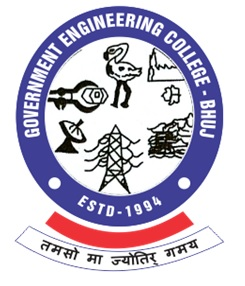 GOVERNMENT ENGINEERING COLLEGE - BHUJ
ESTD-1994
तमसो मा ज्योतिर् गमय